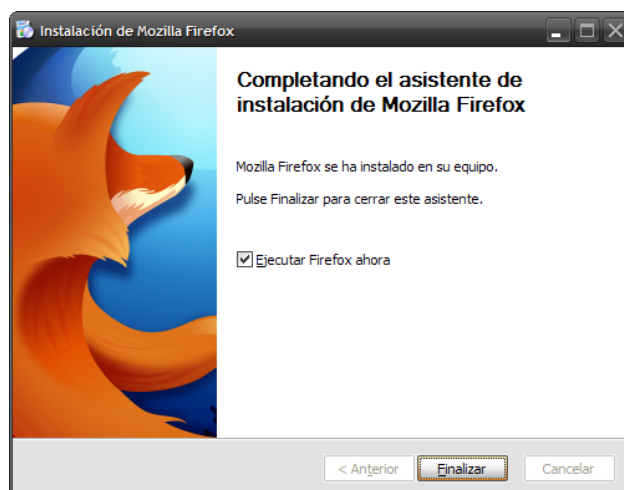 Instalación de Mozilla Firefox
Completando el asistente de
instalación de Mozilla Firefox
Mozilla Firefox se ha instalado en su equipo.
Pulse Finalizar para cerrar este asistente.
Ejecutar Firefox ahora
< Anterior Finalizar Cancelar